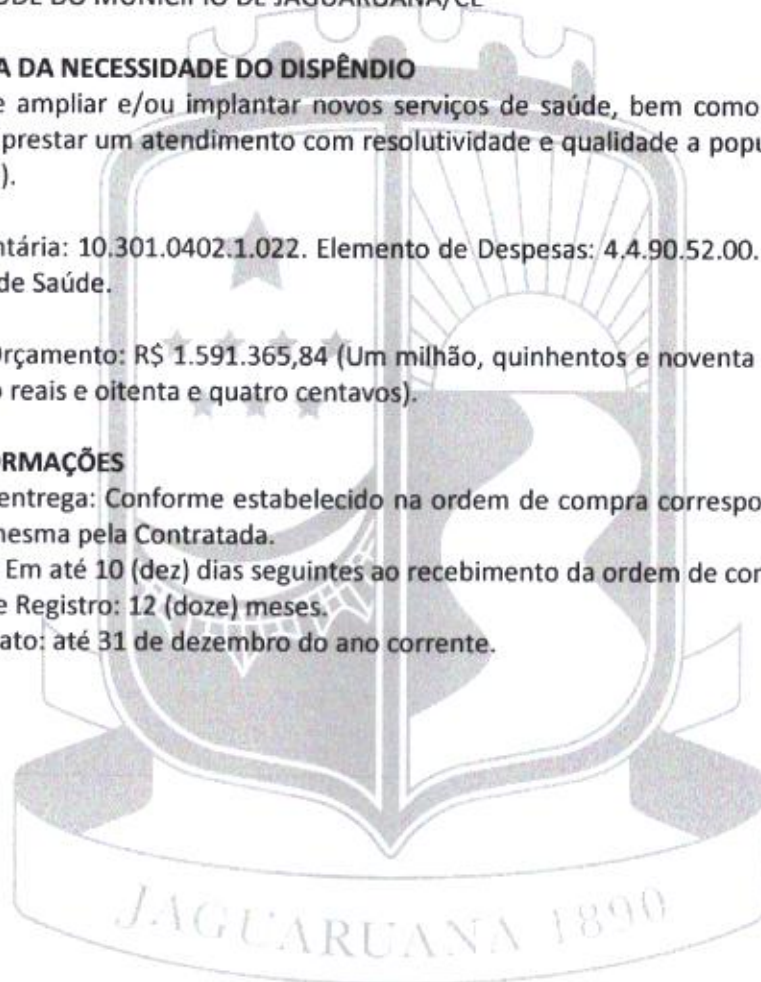 ÚDE DO MUNICÍPIO DE JAGUARUANA/CE
A DA NECESSIDADE DO DISPÊNDIO
e ampliar e/ou implantar novos serviços de saúde, bem como
prestar um atendimento com resolutividade e qualidade a popu
).
ntária: 10.301.0402.1.022. Elemento de Despesas: 4.4.90.52.00.
de Saúde.
Orçamento: R$ 1.591.365,84 (Um milhão, quinhentos e noventa
o reais e oitenta e quatro centavos).
ORMAÇÕES
entrega: Conforme estabelecido na ordem de compra correspo
mesma pela Contratada.
Em até 10 (dez) dias seguintes ao recebimento da ordem de co
e Registro: 12 (doze) meses.
ato: até 31 de dezembro do ano corrente.
JAGUARUANA 1890